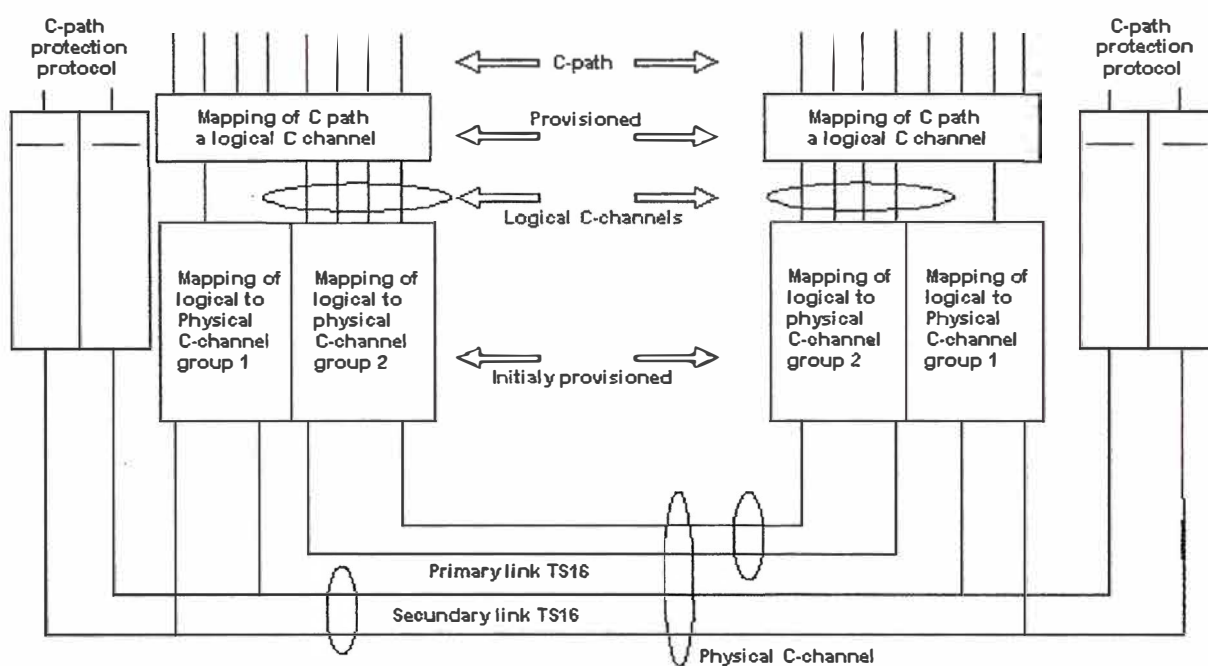 C-path
protection
protocol
C-path
C-path
protection
protocol
Mapping of C path
a logical C channel
Provisioned
Mapping of C path
a logical C channel
Logical C-channels
Mapping of
logical to
Physical
C-channel
group 1
Mapping of
logical to
physical
C-channel
group 2
Mapping of
logical to
physical
C-channel
group 2
Mapping of
logical to
Physical
C-channel
group 1
Initialy provisioned
Primary link TS16
Secundary link TS16
Physical C-channel